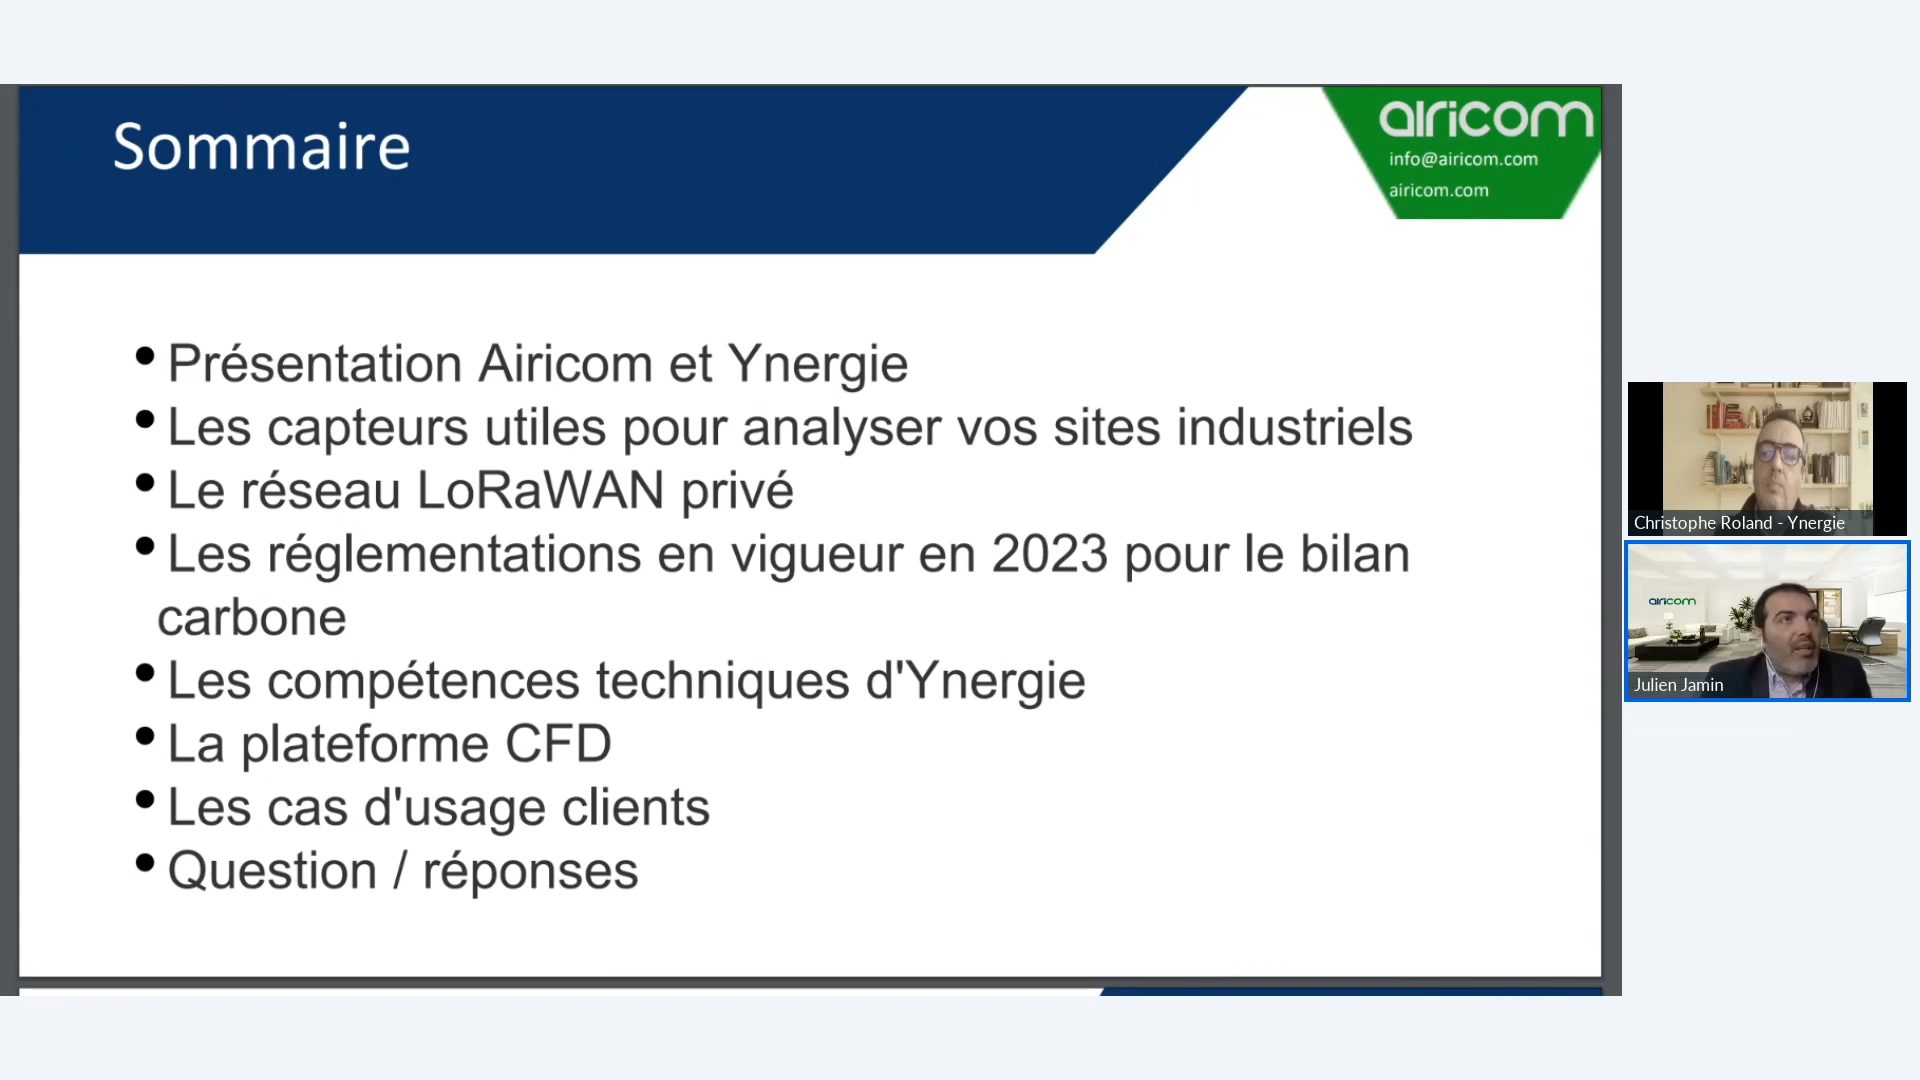 Sommaire
airicom
info@airicom.com
airicom.com
• Présentation Airicom et Ynergie
• Les capteurs utiles pour analyser vos sites industriels
• Le réseau LoRaWAN privé
• Les réglementations en vigueur en 2023 pour le bilan
carbone
• Les compétences techniques d'Ynergie
• La plateforme CFD
• Les cas d'usage clients
• Question / réponses
Christophe Roland - Ynergie
airicom
Julien Jamin